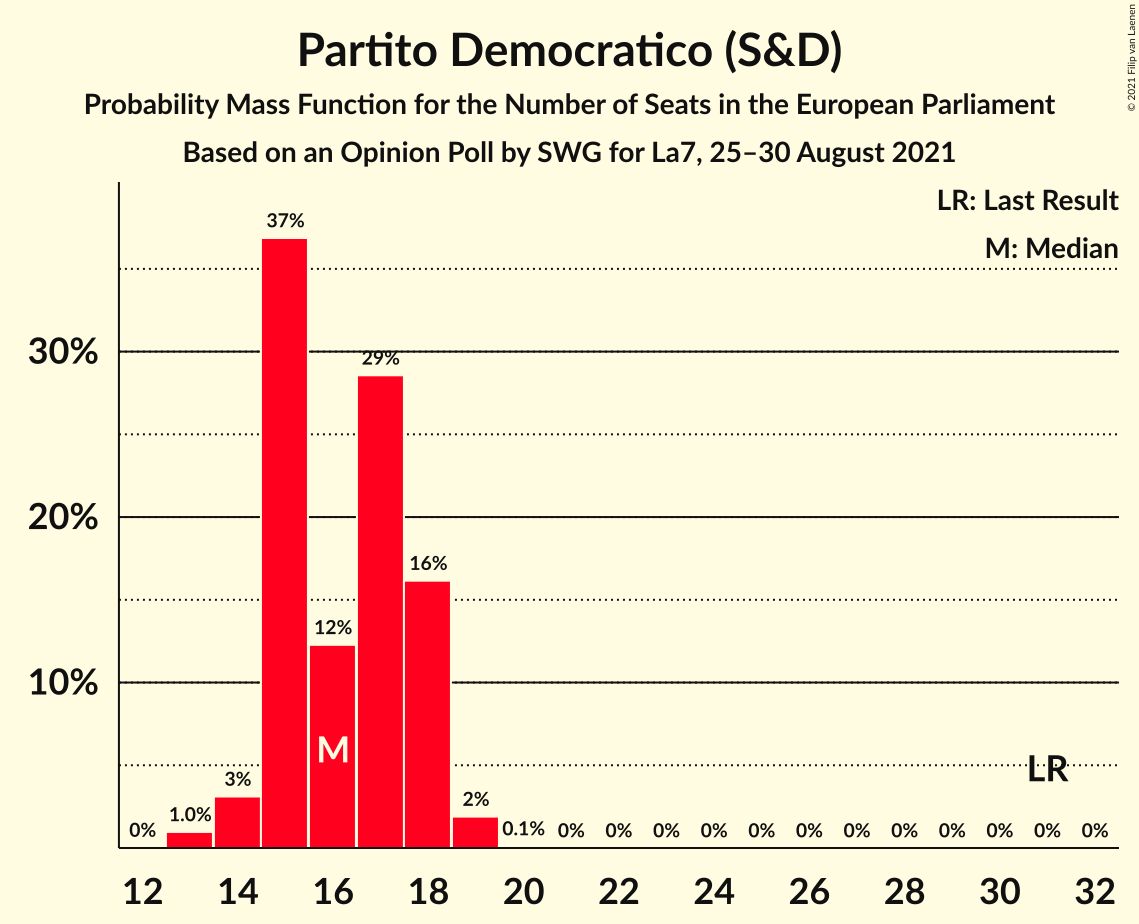 © 2021 Filip van Laenen
Partito Democratico (S&D)
Probability Mass Function for the Number of Seats in the European Parliament
Based on an Opinion Poll by SWG for La7, 25–30 August 2021
LR: Last Result
M: Median
37%
30%
29%
20%
16%
12%
10%
M
LR
3%
2%
0% 1.0% 0.1% 0% 0% 0% 0% 0% 0% 0% 0% 0% 0% 0% 0%
12 14 16 18 20 22 24 26 28 30 32